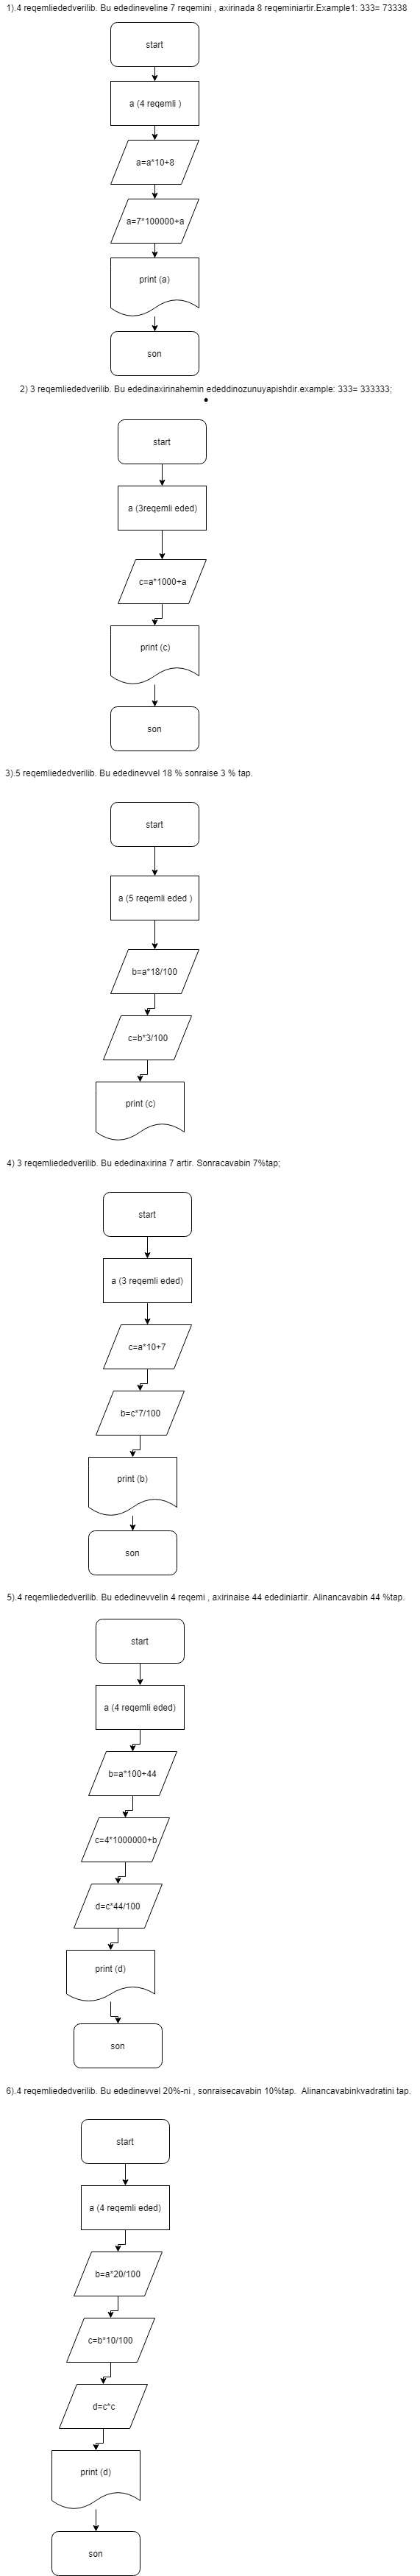 1).4 reqemliededverilib. Bu ededineveline 7 reqemini , axirinada 8 reqeminiartir.Example1: 333= 73338
start
a (4 reqemli )
a=a*10+8
a=7*100000+a
print (a)
son
2) 3 reqemliededverilib. Bu ededinaxirinahemin ededdinozunuyapishdir.example: 333= 333333;
start
a (3reqemli eded)
c=a*1000+a
print (c)
son
3).5 reqemliededverilib. Bu ededinevvel 18 % sonraise 3 % tap.
start
a (5 reqemli eded )
b=a*18/100
c=b*3/100
print (c)
4) 3 reqemliededverilib. Bu ededinaxirina 7 artir. Sonracavabin 7%tap;
start
a (3 reqemli eded)
c=a*10+7
b=c*7/100
print (b)
son
5).4 reqemliededverilib. Bu ededinevvelin 4 reqemi , axirinaise 44 edediniartir. Alinancavabin 44 %tap.
start
a (4 reqemli eded)
b=a*100+44
c=4*1000000+b
d=c*44/100
print (d)
son
6).4 reqemliededverilib. Bu ededinevvel 20%-ni , sonraisecavabin 10%tap. Alinancavabinkvadratini tap.
start
a (4 reqemli eded)
b=a*20/100
c=b*10/100
d=c*c
print (d)
son